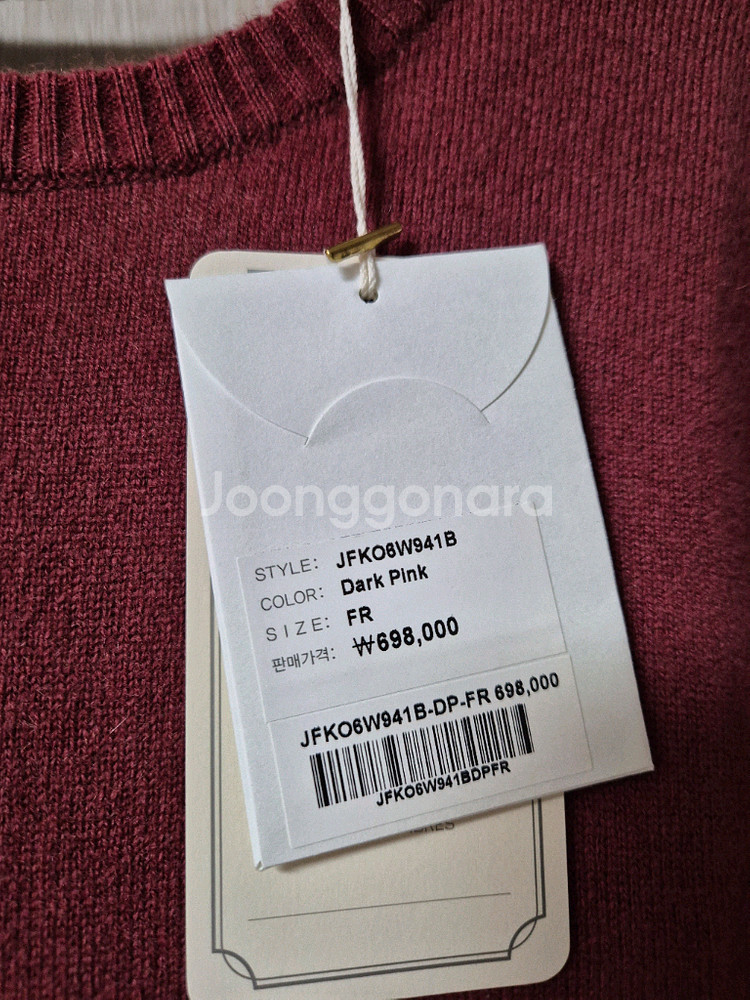 Joonggonara
STYLE: JFKO6W941B
COLOR: Dark Pink
SIZE: FR
판매가격: ₩698,000
JFKO6W941B-DP-FR 698,000
JFKO6W941BDPFR